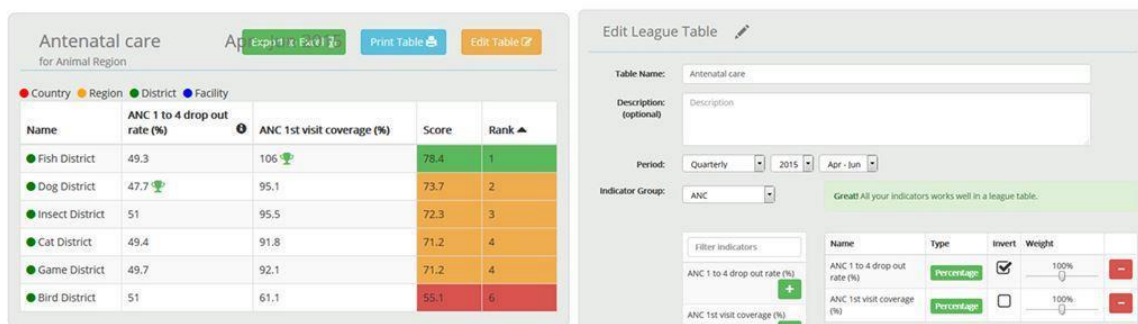 Antenatal care Apr - Jun 2015
Export to Excel Print Table Edit Table
for Animal Region
Country Region District Facility
Name ANC 1 to 4 drop out rate (%) ANC 1st visit coverage (%) Score Rank
Fish District 49.3 106 78.4 1
Dog District 47.7 95.1 73.7 2
Insect District 51 95.5 72.3 3
Cat District 49.4 91.8 71.2 4
Game District 49.7 92.1 71.2 4
Bird District 51 61.1 55.1 6
Edit League Table
Table Name: Antenatal care
Description: (optional) Description
Period: Quarterly 2015 Apr - Jun
Indicator Group: ANC
Great! All your indicators works well in a league table.
Filter indicators
ANC 1 to 4 drop out rate (%)
+
ANC 1st visit coverage (%)
Name Type Invert Weight
ANC 1 to 4 drop out rate (%) Percentage 100% -
ANC 1st visit coverage (%) Percentage 100% -